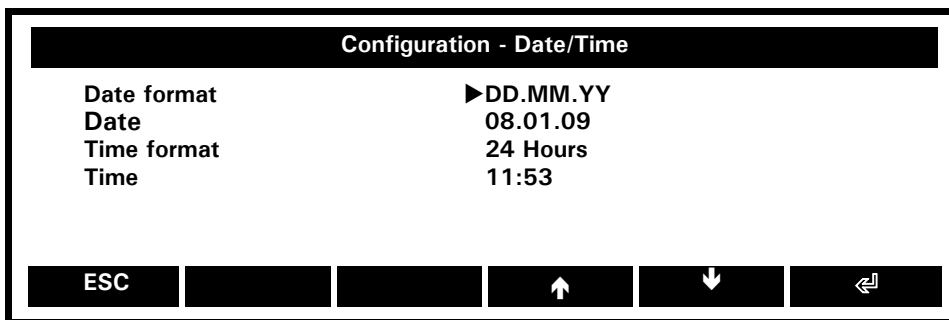 Configuration - Date/Time
Date format ▶DD.MM.YY
Date 08.01.09
Time format 24 Hours
Time 11:53
ESC ↑ ↓ ↵